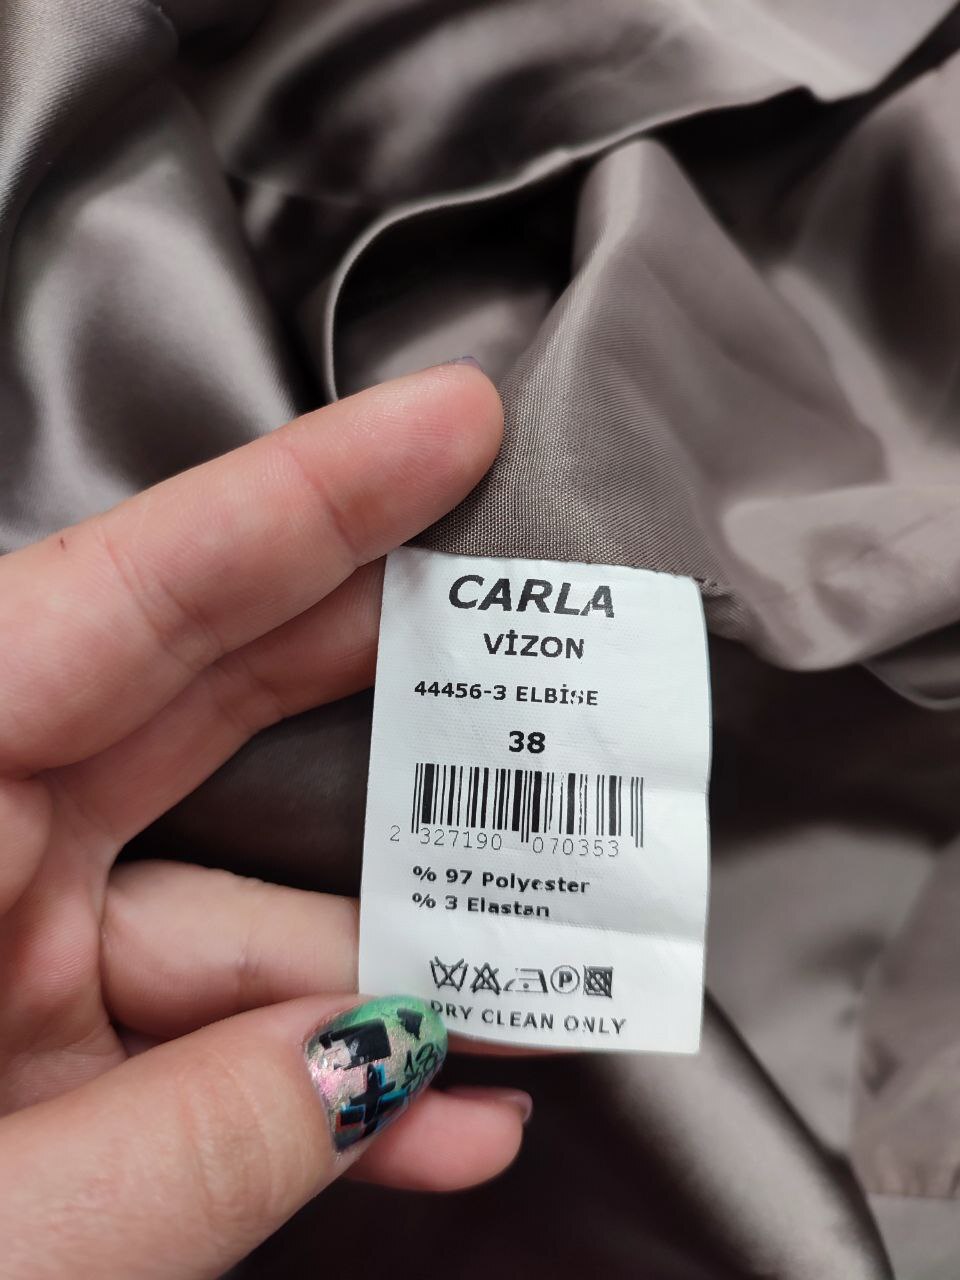 CARLA
VİZON
44456-3 ELBİSE
38
2 327190 070353
% 97 Polyester
% 3 Elastan
P
DRY CLEAN ONLY